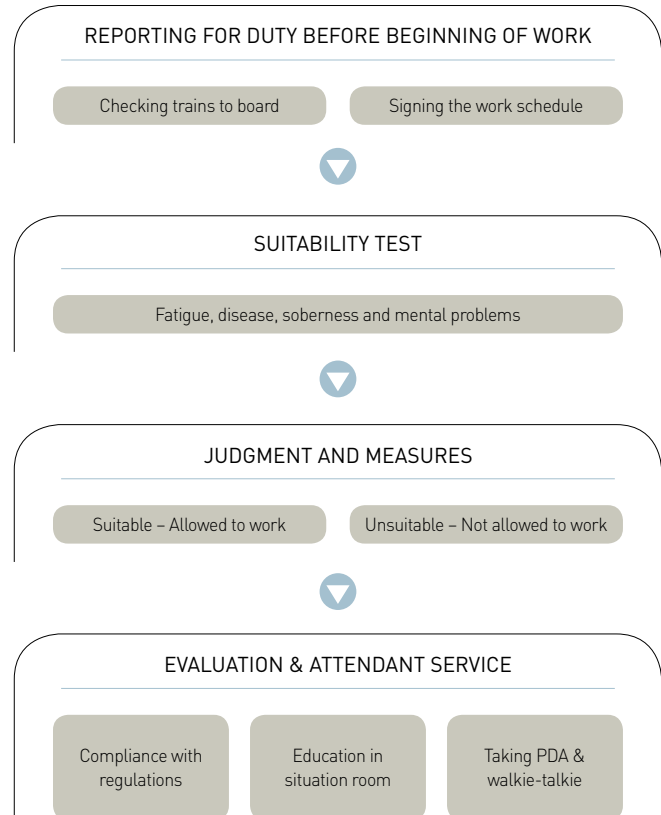 REPORTING FOR DUTY BEFORE BEGINNING OF WORK
Checking trains to board
Signing the work schedule
SUITABILITY TEST
Fatigue, disease, soberness and mental problems
JUDGMENT AND MEASURES
Suitable – Allowed to work
Unsuitable – Not allowed to work
EVALUATION & ATTENDANT SERVICE
Compliance with
regulations
Education in
situation room
Taking PDA &
walkie-talkie